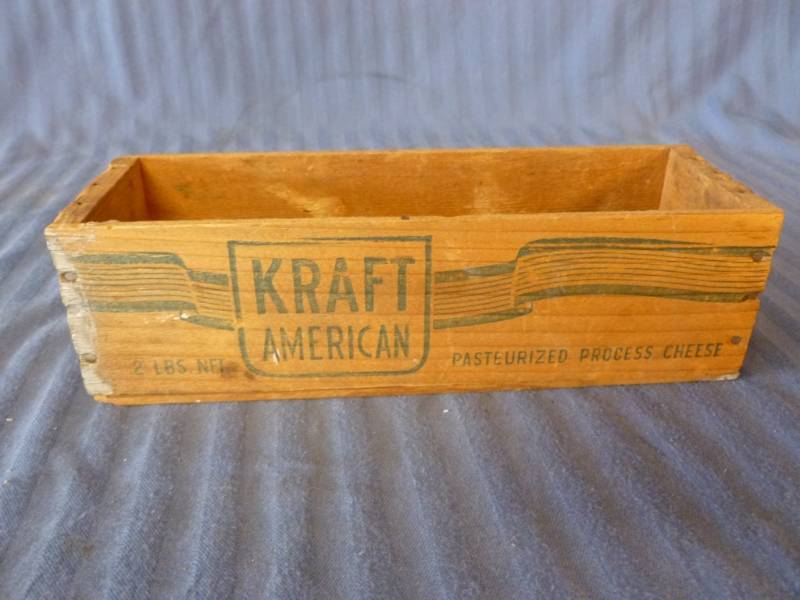 KRAFT
AMERICAN
2 LBS. NET
PASTEURIZED PROCESS CHEESE